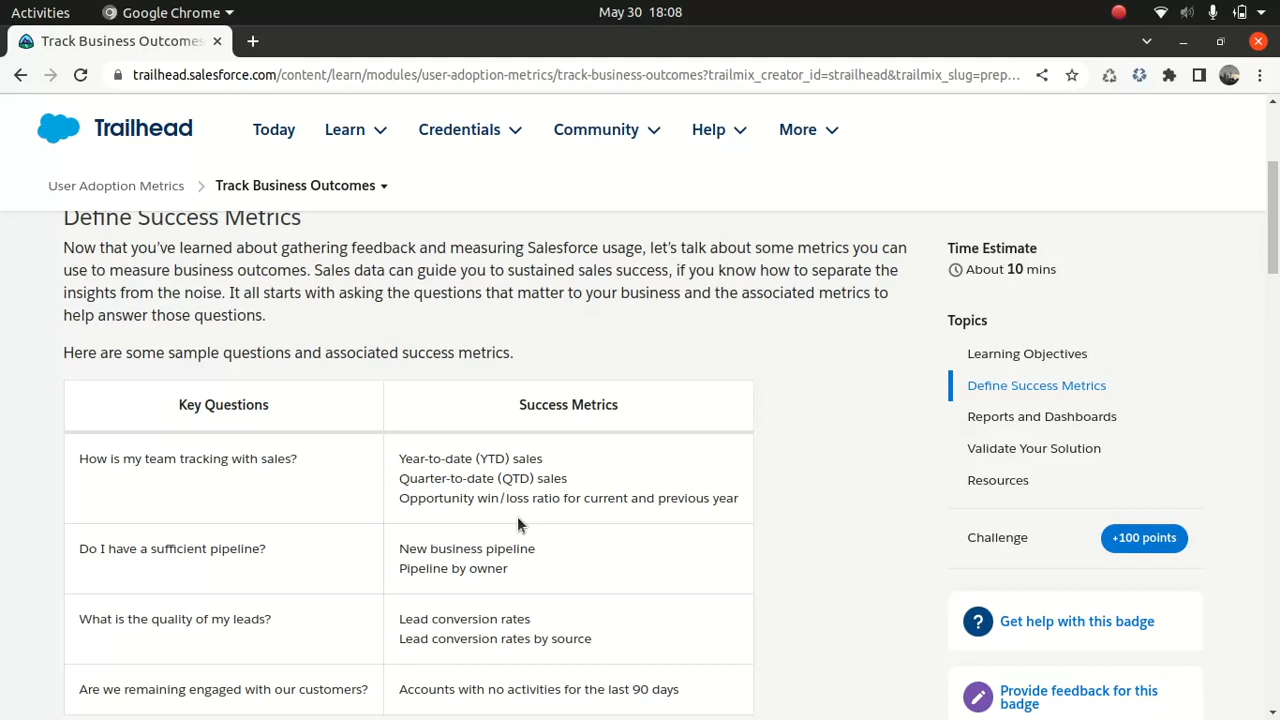 Activities
Google Chrome
May 30 18:08
Track Business Outcomes
trailhead.salesforce.com/content/learn/modules/user-adoption-metrics/track-business-outcomes?trailmix_creator_id=strailhead&trailmix_slug=prep...
Trailhead
Today
Learn
Credentials
Community
Help
More
User Adoption Metrics
Track Business Outcomes
Define Success Metrics
Now that you've learned about gathering feedback and measuring Salesforce usage, let's talk about some metrics you can
use to measure business outcomes. Sales data can guide you to sustained sales success, if you know how to separate the
insights from the noise. It all starts with asking the questions that matter to your business and the associated metrics to
help answer those questions.
Here are some sample questions and associated success metrics.
Key Questions
Success Metrics
How is my team tracking with sales?
Year-to-date (YTD) sales
Quarter-to-date (QTD) sales
Opportunity win/loss ratio for current and previous year
Do I have a sufficient pipeline?
New business pipeline
Pipeline by owner
What is the quality of my leads?
Lead conversion rates
Lead conversion rates by source
Are we remaining engaged with our customers?
Accounts with no activities for the last 90 days
Time Estimate
About 10 mins
Topics
Learning Objectives
Define Success Metrics
Reports and Dashboards
Validate Your Solution
Resources
Challenge
+100 points
? Get help with this badge
Provide feedback for this
badge